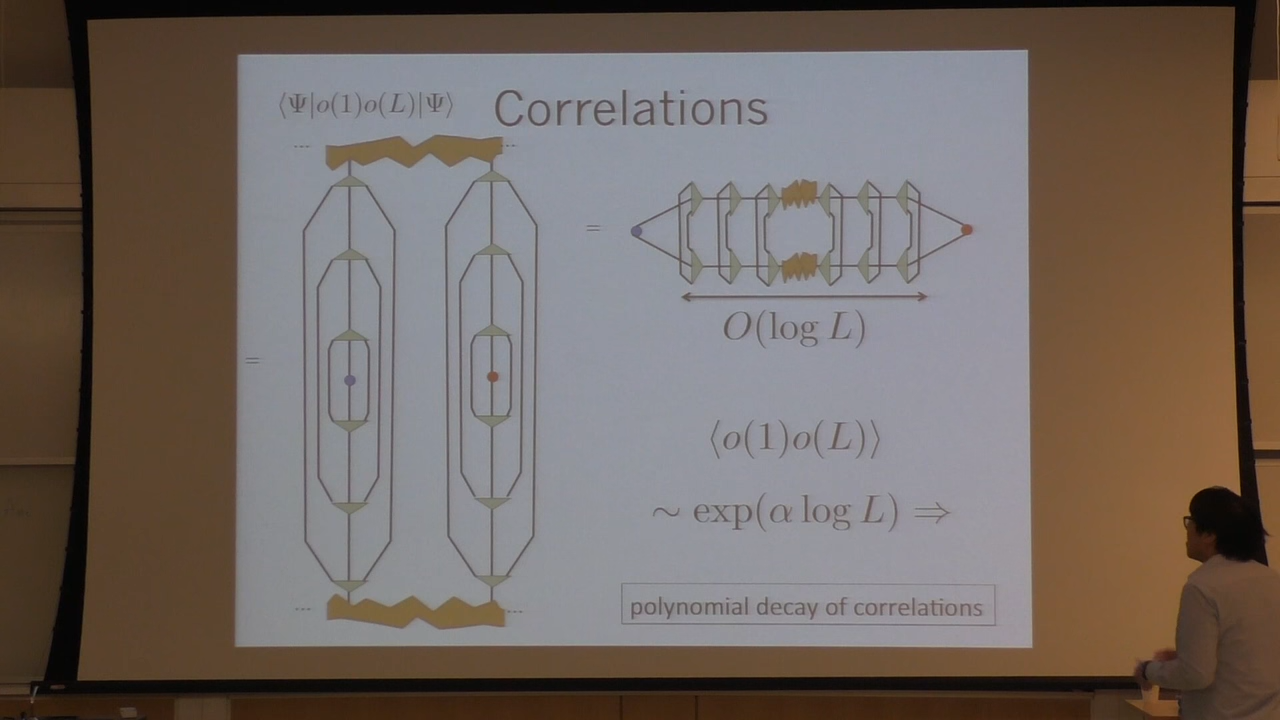 ⟨Ψ|o(1)o(L)|Ψ⟩
Correlations
=
=
O(log L)
⟨o(1)o(L)⟩
∼ exp(α log L) ⇒
polynomial decay of correlations